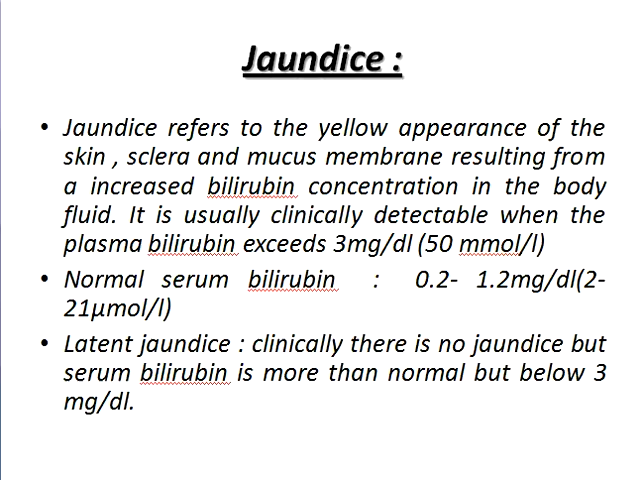 Jaundice :
• Jaundice refers to the yellow appearance of the
skin , sclera and mucus membrane resulting from
a increased bilirubin concentration in the body
fluid. It is usually clinically detectable when the
plasma bilirubin exceeds 3mg/dl (50 mmol/l)
• Normal serum bilirubin : 0.2- 1.2mg/dl(2-
21µmol/l)
• Latent jaundice : clinically there is no jaundice but
serum bilirubin is more than normal but below 3
mg/dl.